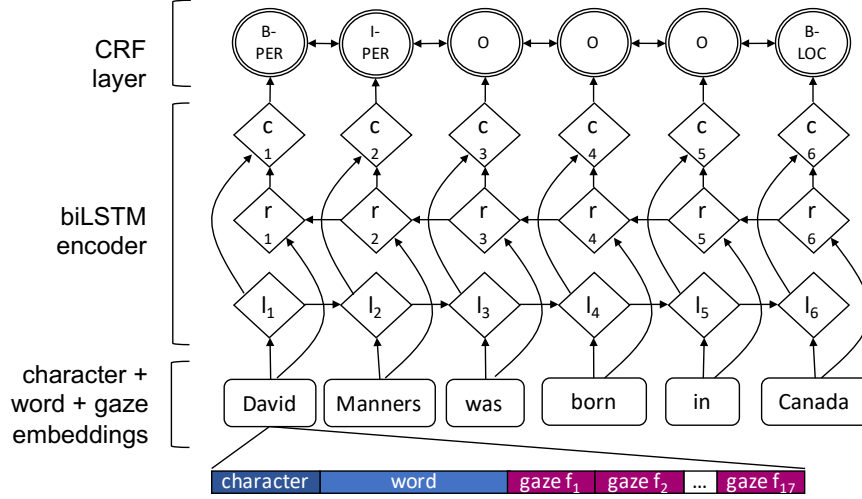 CRF
layer
B-
PER
I-
PER
O
O
O
B-
LOC
biLSTM
encoder
c
1
c
2
c
3
c
4
c
5
c
6
r
1
r
2
r
3
r
4
r
5
r
6
l1
l2
l3
l4
l5
l6
character +
word + gaze
embeddings
David Manners was born in Canada
character word gaze f1 gaze f2 ... gaze f17